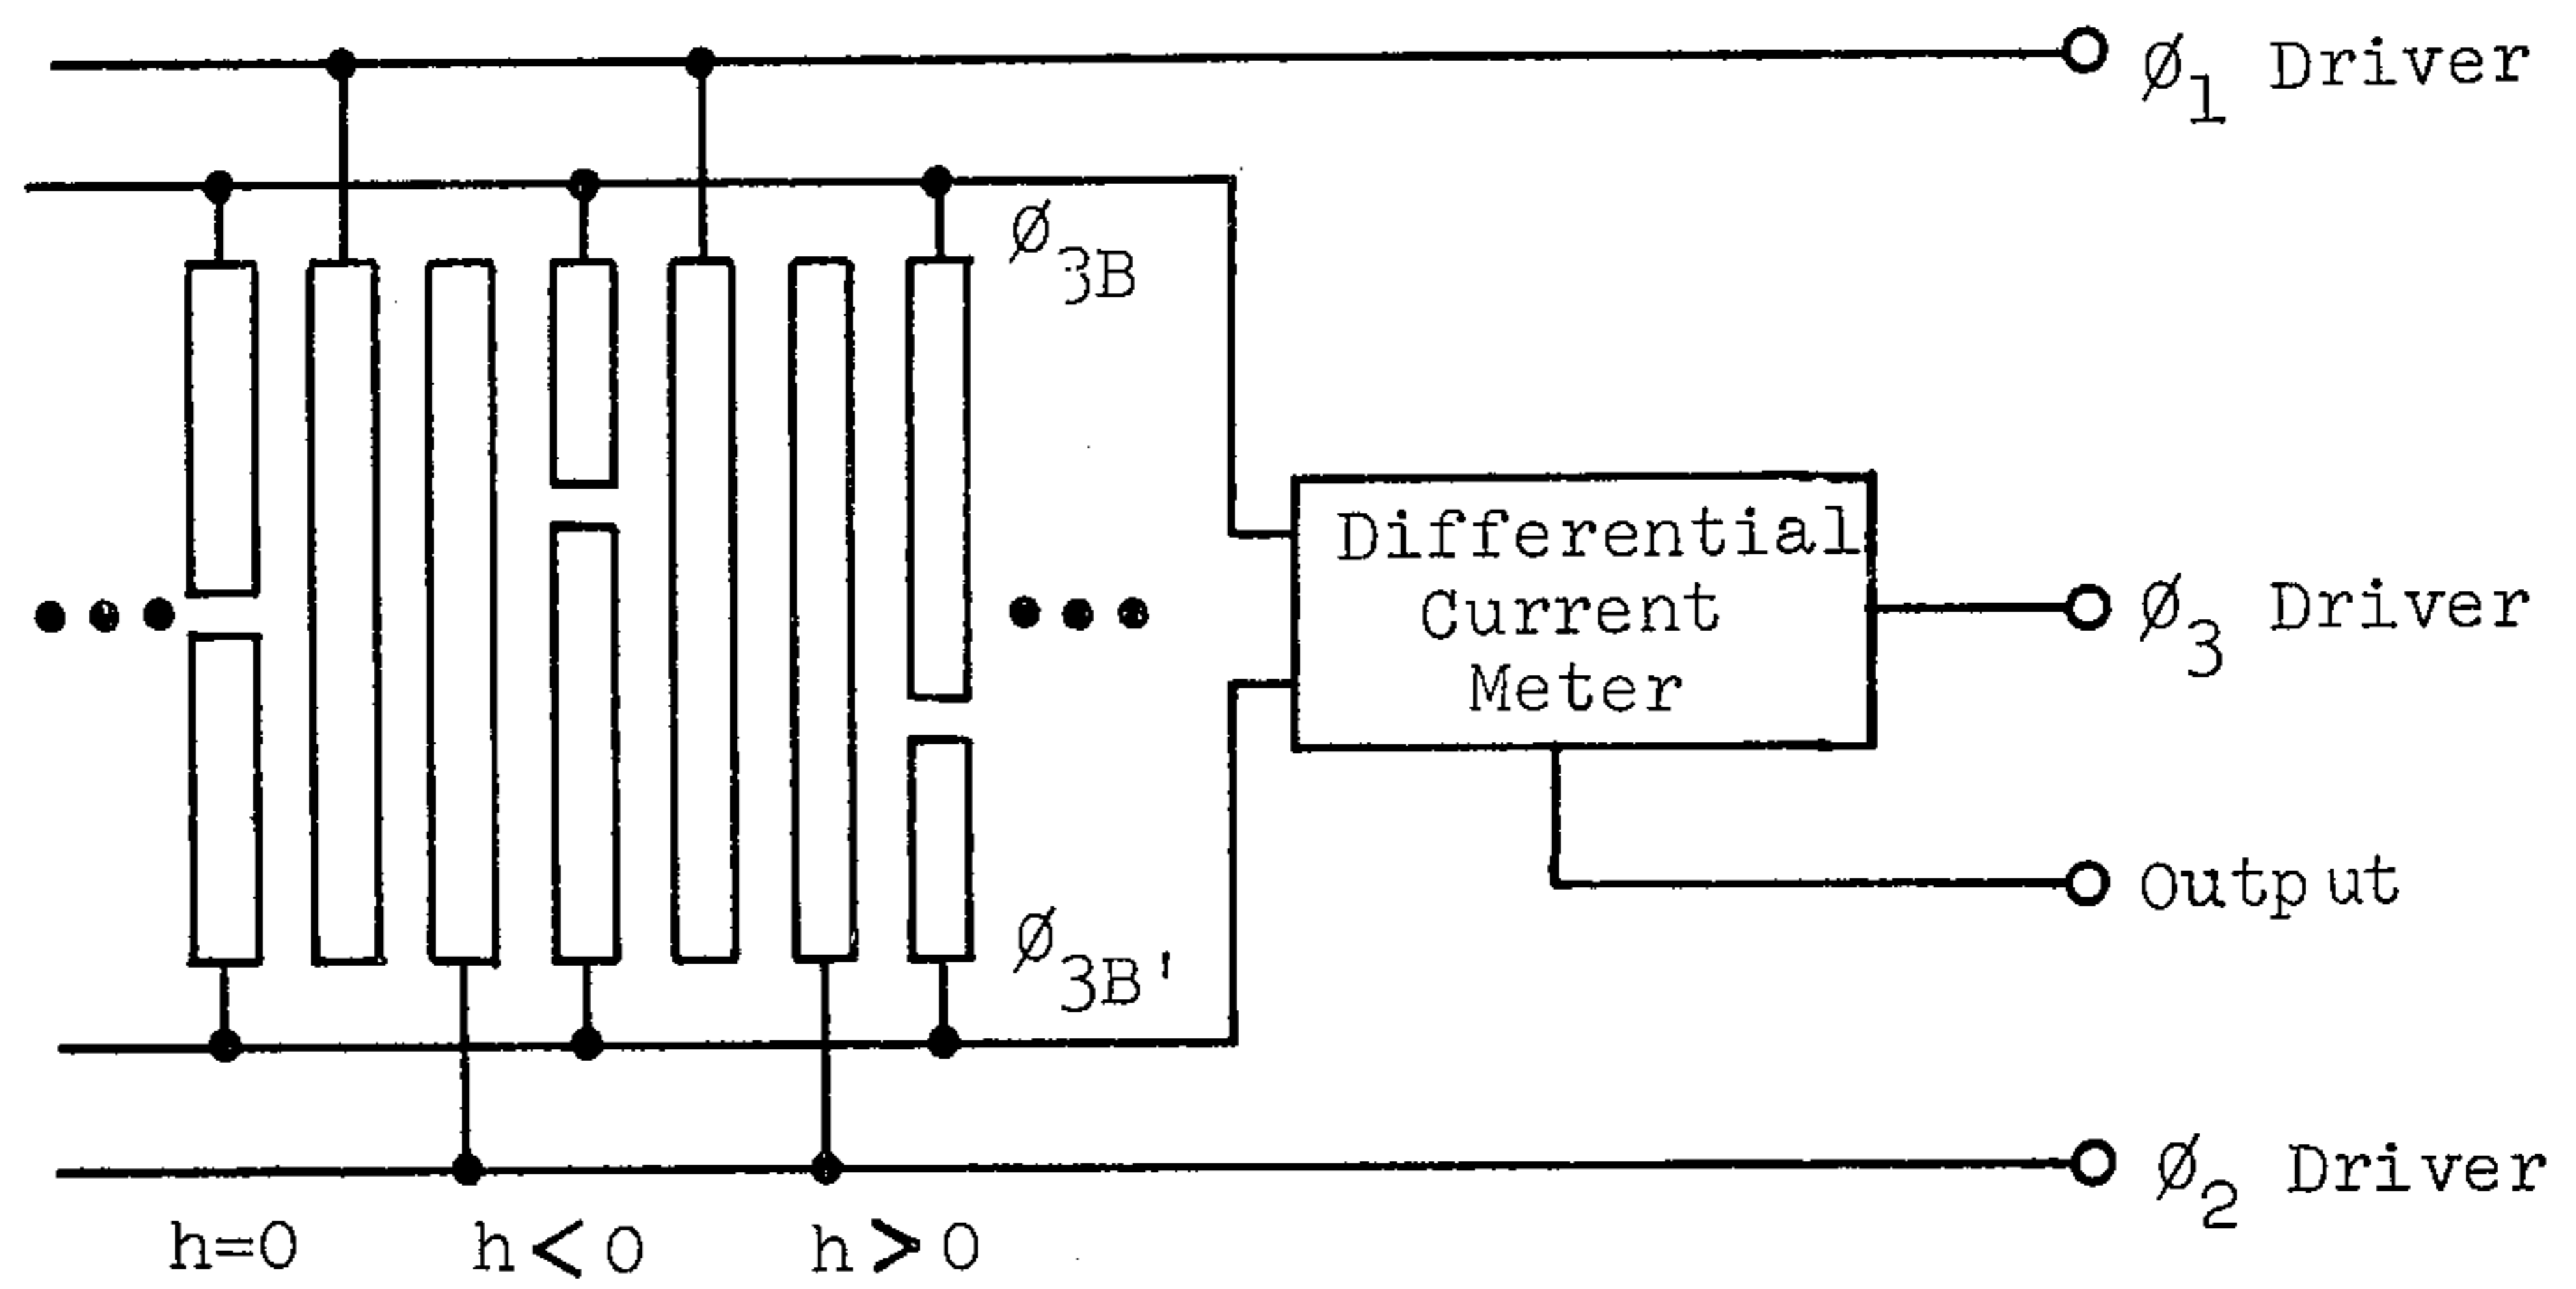 Ø1 Driver
Ø3B
Differential
Current
Meter
Ø3 Driver
Output
Ø3B'
Ø2 Driver
h=0
h<0
h>0